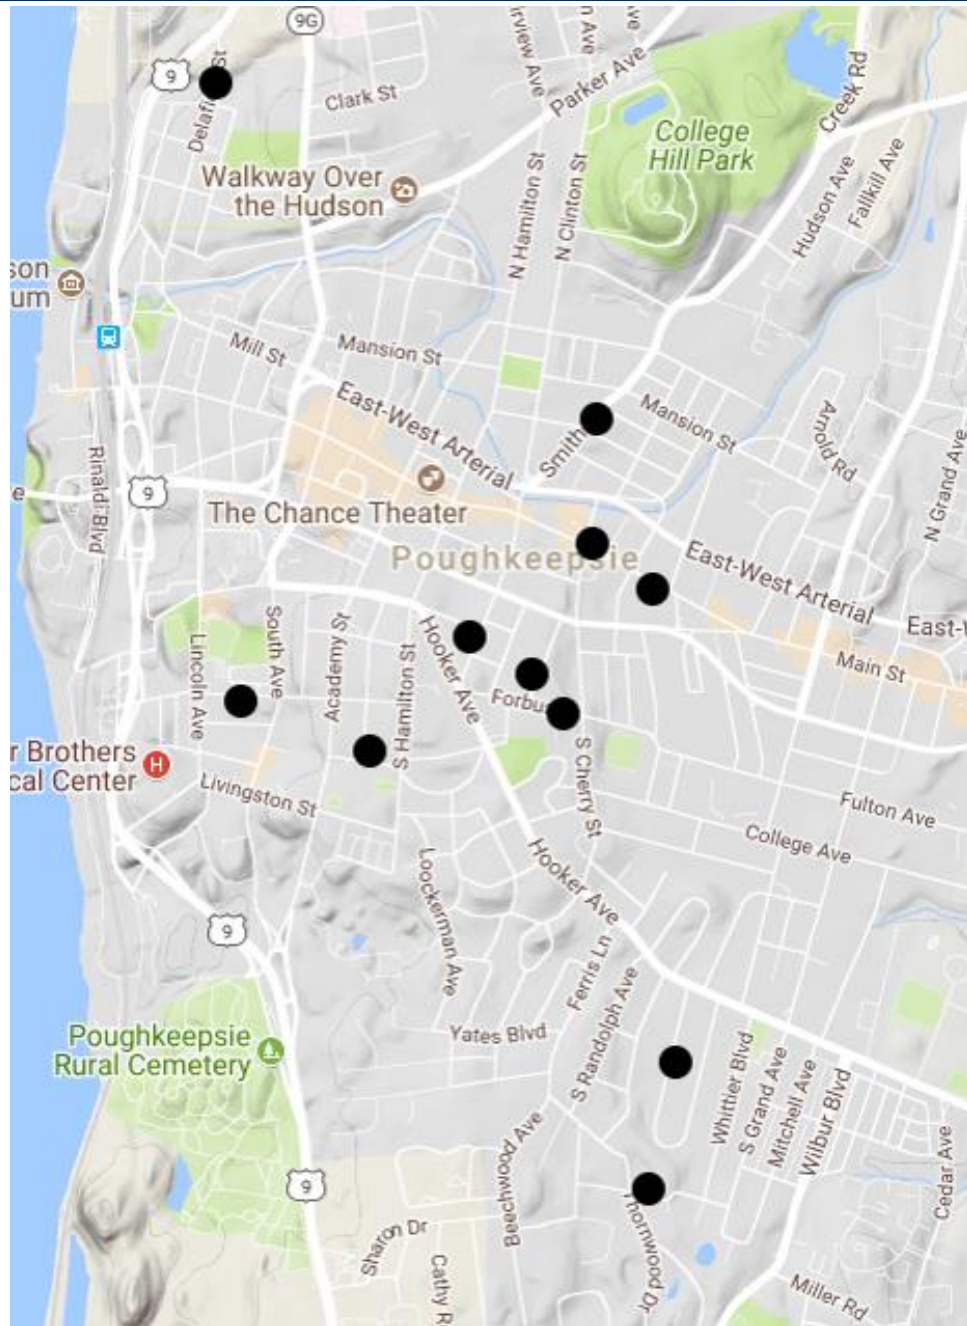 9G
9
Delafi
St
Clark St
Parker Ave
Creek Rd
College
Hill Park
Walkway Over
the Hudson
N Hamilton St
N Clinton St
Hudson Ave
Fallkill Ave
son
um
Mill St
Mansion St
East-West Arterial
Smith
Mansion St
Arnold Rd
N Grand Ave
Rinaldi Blvd
9
The Chance Theater
Poughkeepsie
East-West Arterial
East-W
Main St
Lincoln Ave
South Ave
Academy St
S Hamilton St
Hooker Ave
Forbus
r Brothers
cal Center
H
Livingston St
S Cherry St
Fulton Ave
College Ave
Hooker Ave
Loockerman Ave
9
Ferris Ln
S Randolph Ave
Yates Blvd
Poughkeepsie
Rural Cemetery
Whittier Blvd
S Grand Ave
Mitchell Ave
Wilbur Blvd
Beechwood Ave
Cedar Ave
9
Sharon Dr
Cathy R
Thornwood Dr
Miller Rd